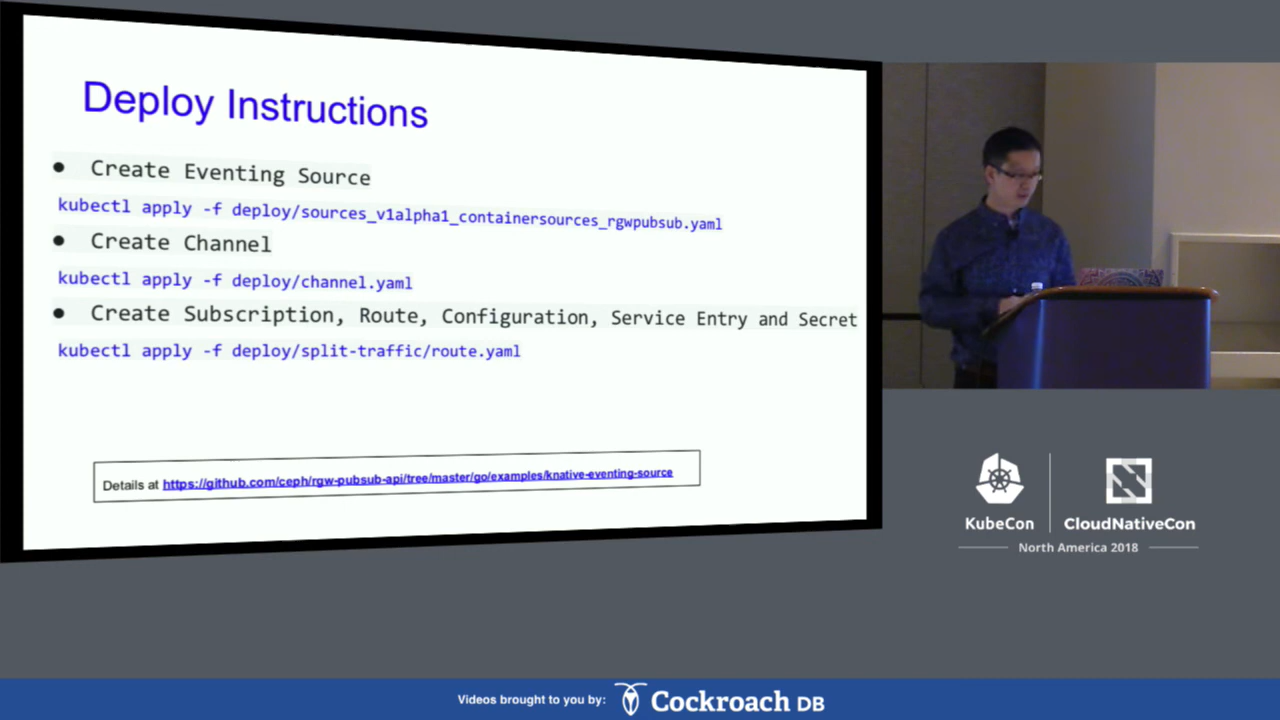 Deploy Instructions
● Create Eventing Source
kubectl apply -f deploy/sources_v1alpha1_containersources_rgwpubsub.yaml
● Create Channel
kubectl apply -f deploy/channel.yaml
● Create Subscription, Route, Configuration, Service Entry and Secret
kubectl apply -f deploy/split-traffic/route.yaml
Details at https://github.com/ceph/rgw-pubsub-api/tree/master/go/examples/knative-eventing-source
KubeCon
CloudNativeCon
North America 2018
Videos brought to you by: Cockroach DB